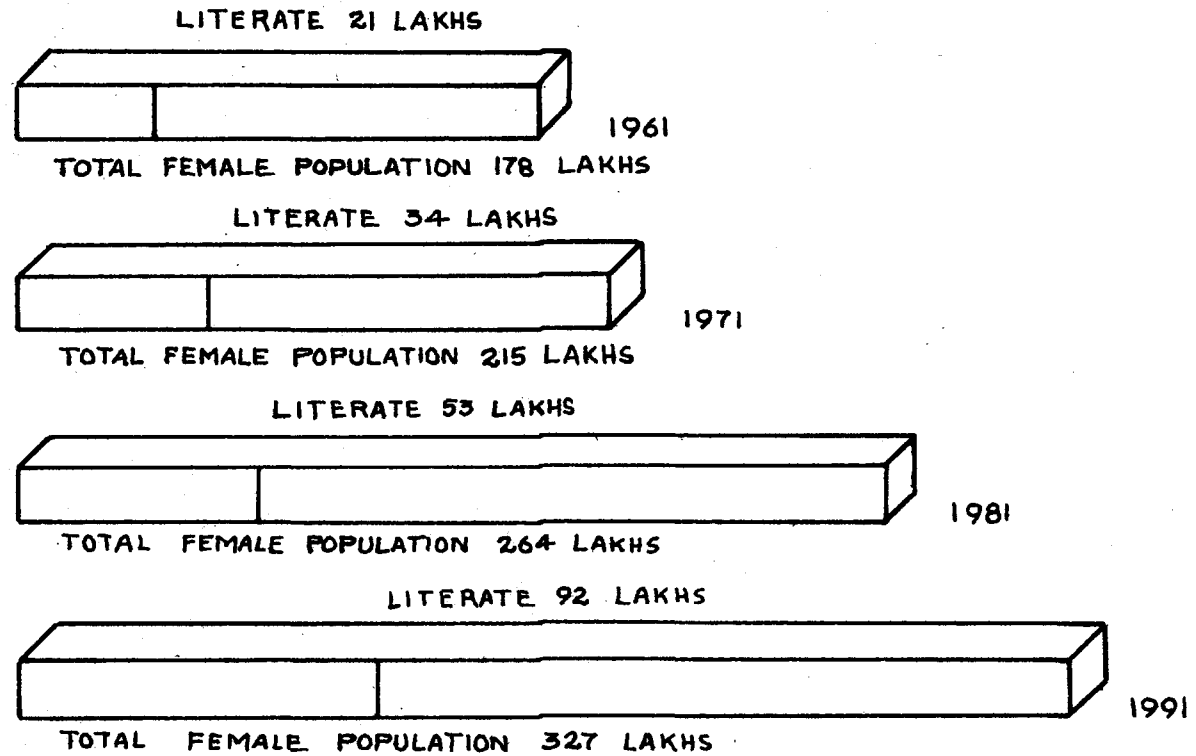 LITERATE 21 LAKHS
1961
TOTAL FEMALE POPULATION 178 LAKHS
LITERATE 34 LAKHS
1971
TOTAL FEMALE POPULATION 215 LAKHS
LITERATE 53 LAKHS
1981
TOTAL FEMALE POPULATION 264 LAKHS
LITERATE 92 LAKHS
1991
TOTAL FEMALE POPULATION 327 LAKHS